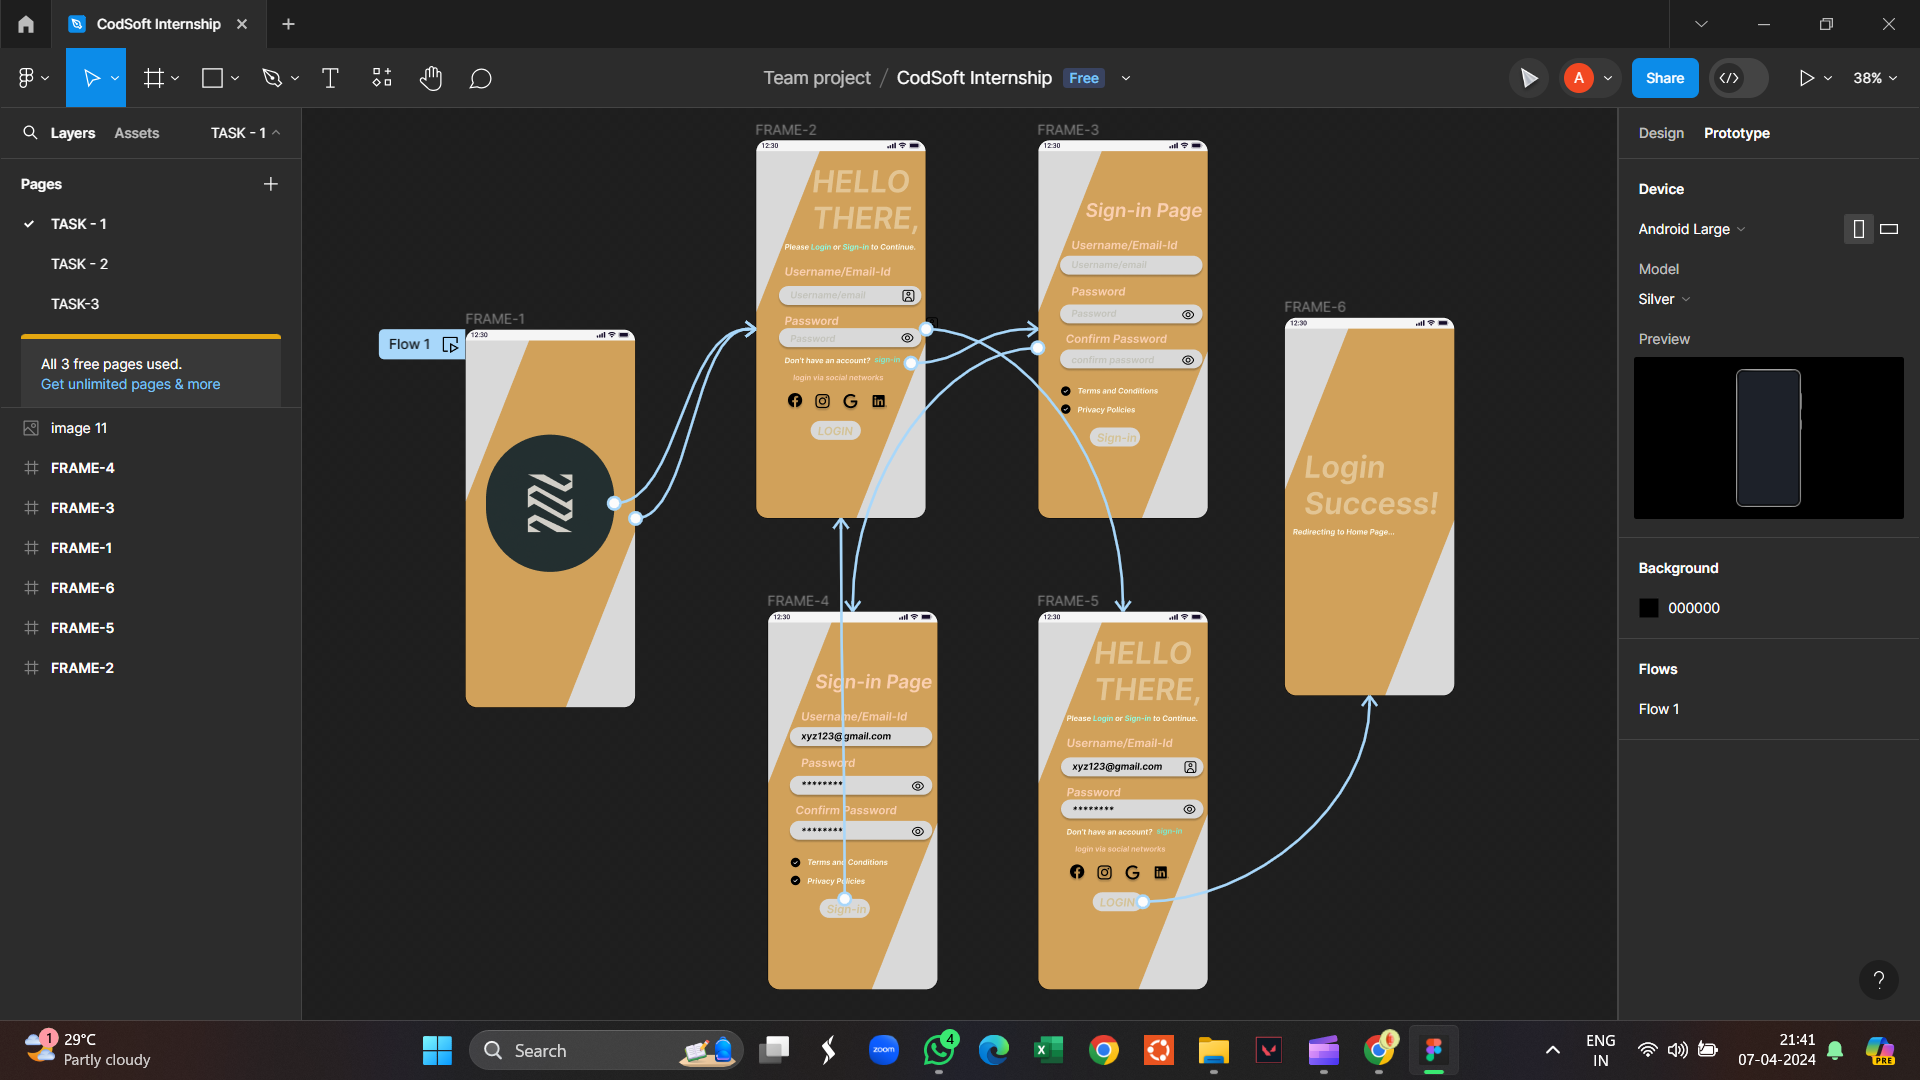 CodSoft Internship
Team project / CodSoft Internship Free
A
Share
38%
Layers Assets TASK - 1
Pages
TASK - 1
TASK - 2
TASK-3
All 3 free pages used.
Get unlimited pages & more
image 11
FRAME-4
FRAME-3
FRAME-1
FRAME-6
FRAME-5
FRAME-2
Flow 1
FRAME-1
12:30
FRAME-2
12:30
HELLO
THERE,
Please Login or Sign-in to Continue.
Username/Email-Id
Username/email
Password
Password
Don't have an account? sign-in
login via social networks
LOGIN
FRAME-3
12:30
Sign-in Page
Username/Email-Id
Username/email
Password
Password
Confirm Password
confirm password
Terms and Conditions
Privacy Policies
Sign-in
FRAME-6
12:30
Login
Success!
Redirecting to Home Page...
FRAME-4
12:30
Sign-in Page
Username/Email-Id
xyz123@gmail.com
Password
********
Confirm Password
********
Terms and Conditions
Privacy Policies
Sign-in
FRAME-5
12:30
HELLO
THERE,
Please Login or Sign-in to Continue.
Username/Email-Id
xyz123@gmail.com
Password
********
Don't have an account? sign-in
login via social networks
LOGIN
Design Prototype
Device
Android Large
Model
Silver
Preview
Background
000000
Flows
Flow 1
?
1
29°C
Partly cloudy
Search
zoom
4
ENG
IN
21:41
07-04-2024
PRE